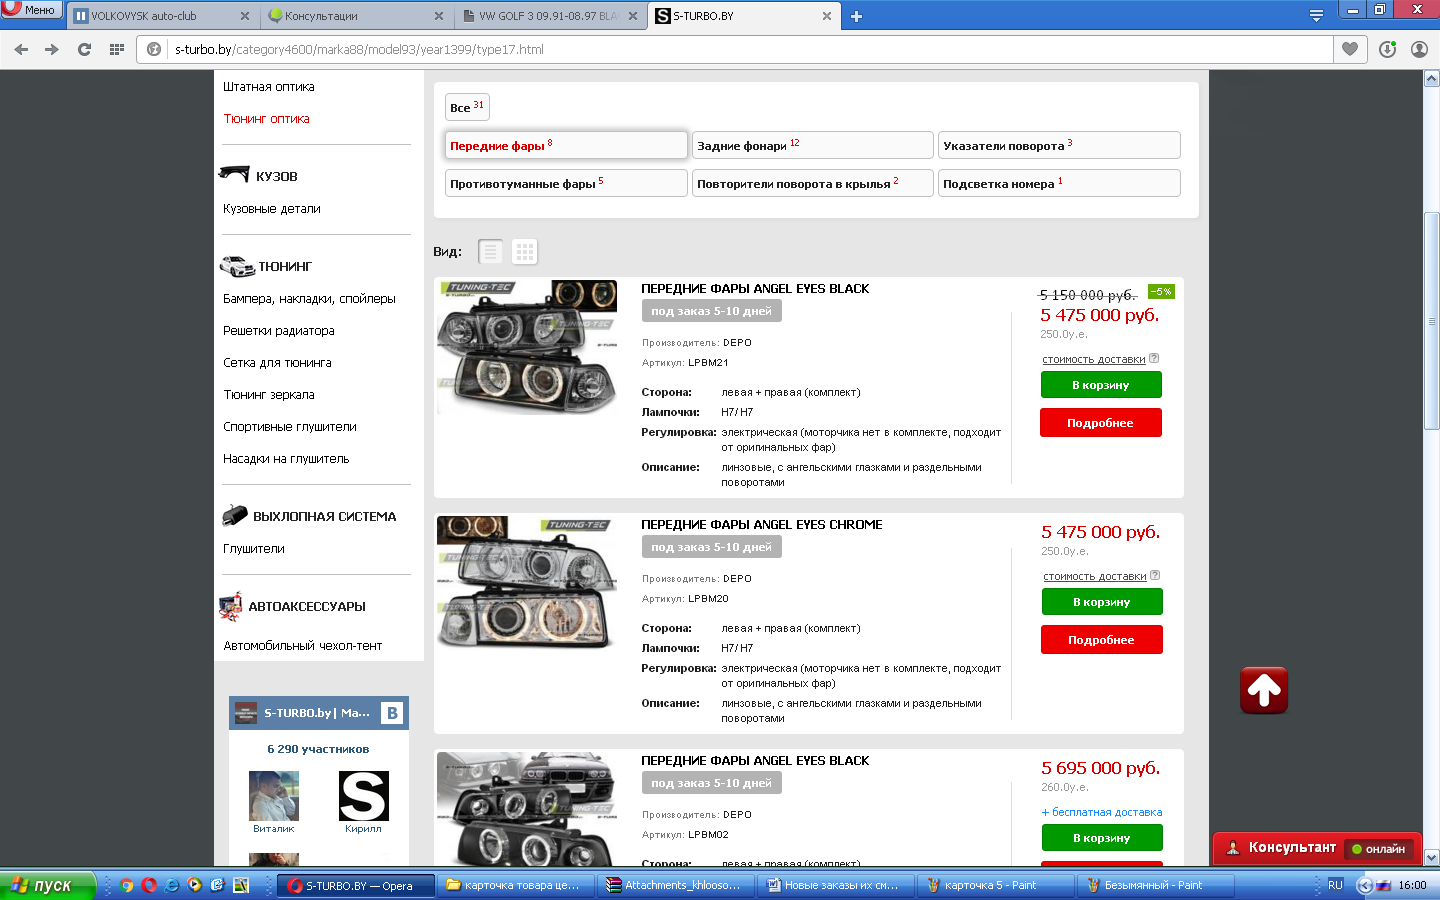 Меню
VOLKOVYSK auto-club
Консультации
VW GOLF 3 09.91-08.97 BLA
S-TURBO.BY
s-turbo.by/category4600/marka88/model93/year1399/type17.html
Штатная оптика
Тюнинг оптика
КУЗОВ
Кузовные детали
ТЮНИНГ
Бампера, накладки, спойлеры
Решетки радиатора
Сетка для тюнинга
Тюнинг зеркала
Спортивные глушители
Насадки на глушитель
ВЫХЛОПНАЯ СИСТЕМА
Глушители
АВТОАКСЕССУАРЫ
Автомобильный чехол-тент
S-TURBO.by | Ма...
В
6 290 участников
Виталик
Кирилл
Все 31
Передние фары 8
Задние фонари 12
Указатели поворота 3
Противотуманные фары 5
Повторители поворота в крылья 2
Подсветка номера 1
Вид:
TUNING-TEC
TUNING-TEC
ПЕРЕДНИЕ ФАРЫ ANGEL EYES BLACK
под заказ 5-10 дней
Производитель: DEPO
Артикул: LPBM21
Сторона: левая + правая (комплект)
Лампочки: H7/H7
Регулировка: электрическая (моторчика нет в комплекте, подходит
от оригинальных фар)
Описание: линзовые, с ангельскими глазками и раздельными
поворотами
5 150 000 руб.
-5%
5 475 000 руб.
250.0у.е.
стоимость доставки ?
В корзину
Подробнее
TUNING-TEC
TUNING-TEC
ПЕРЕДНИЕ ФАРЫ ANGEL EYES CHROME
под заказ 5-10 дней
Производитель: DEPO
Артикул: LPBM20
Сторона: левая + правая (комплект)
Лампочки: H7/H7
Регулировка: электрическая (моторчика нет в комплекте, подходит
от оригинальных фар)
Описание: линзовые, с ангельскими глазками и раздельными
поворотами
5 475 000 руб.
250.0у.е.
стоимость доставки ?
В корзину
Подробнее
TUNING-TEC
ПЕРЕДНИЕ ФАРЫ ANGEL EYES BLACK
под заказ 5-10 дней
Производитель: DEPO
Артикул: LPBM02
Сторона: левая + правая (комплект)
5 695 000 руб.
260.0у.е.
+ бесплатная доставка
В корзину
Консультант
онлайн
пуск
S-TURBO.BY — Opera
карточка товара це...
Attachments_khlooso...
Новые заказы их см...
карточка 5 - Paint
Безымянный - Paint
RU
16:00